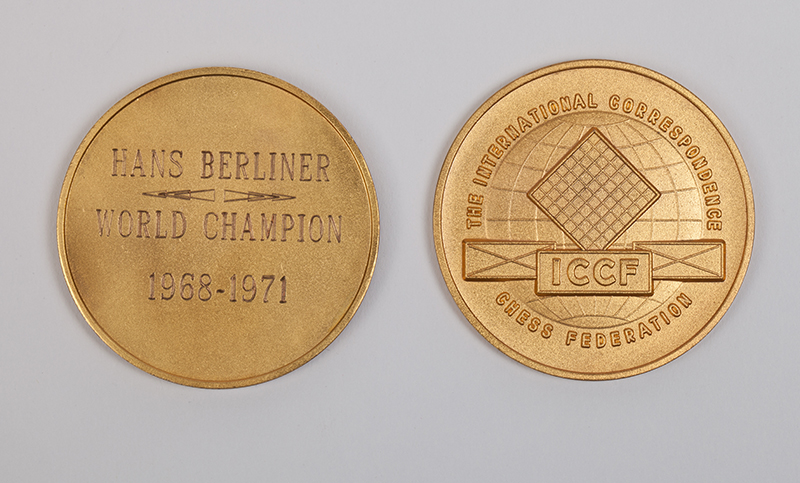 HANS BERLINER
WORLD CHAMPION
1968-1971
THE INTERNATIONAL CORRESPONDENCE
ICCF
CHESS FEDERATION